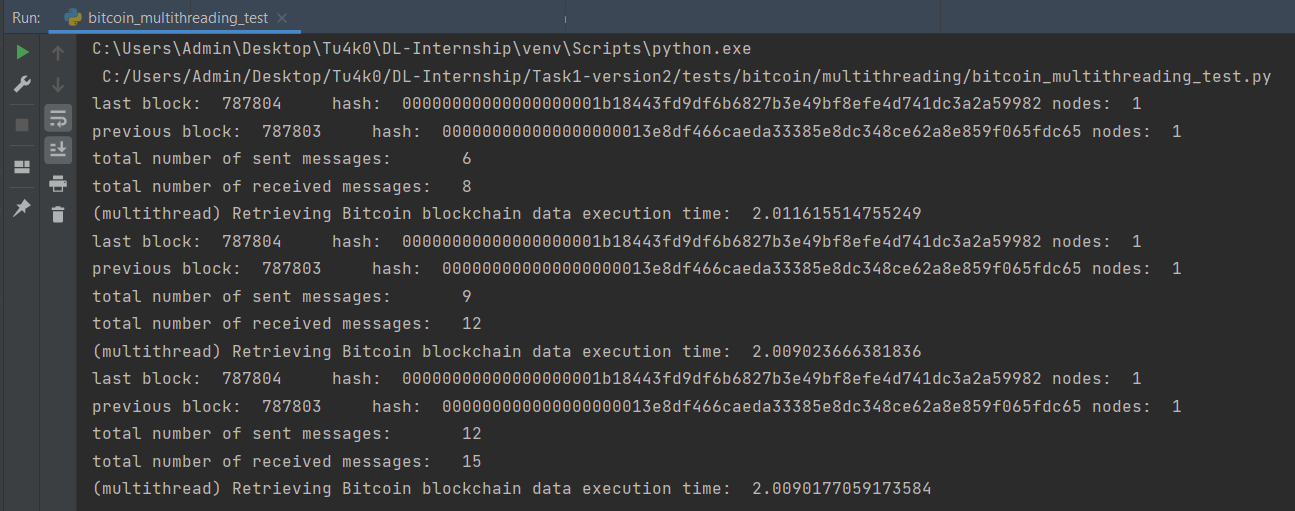 Run: bitcoin_multithreading_test
C:\Users\Admin\Desktop\Tu4k0\DL-Internship\venv\Scripts\python.exe
C:/Users/Admin/Desktop/Tu4k0/DL-Internship/Task1-version2/tests/bitcoin/multithreading/bitcoin_multithreading_test.py
last block: 787804 hash: 00000000000000000001b18443fd9df6b6827b3e49bf8efe4d741dc3a2a59982 nodes: 1
previous block: 787803 hash: 000000000000000000013e8df466caeda33385e8dc348ce62a8e859f065fdc65 nodes: 1
total number of sent messages: 6
total number of received messages: 8
(multithread) Retrieving Bitcoin blockchain data execution time: 2.011615514755249
last block: 787804 hash: 00000000000000000001b18443fd9df6b6827b3e49bf8efe4d741dc3a2a59982 nodes: 1
previous block: 787803 hash: 000000000000000000013e8df466caeda33385e8dc348ce62a8e859f065fdc65 nodes: 1
total number of sent messages: 9
total number of received messages: 12
(multithread) Retrieving Bitcoin blockchain data execution time: 2.009023666381836
last block: 787804 hash: 00000000000000000001b18443fd9df6b6827b3e49bf8efe4d741dc3a2a59982 nodes: 1
previous block: 787803 hash: 000000000000000000013e8df466caeda33385e8dc348ce62a8e859f065fdc65 nodes: 1
total number of sent messages: 12
total number of received messages: 15
(multithread) Retrieving Bitcoin blockchain data execution time: 2.0090177059173584